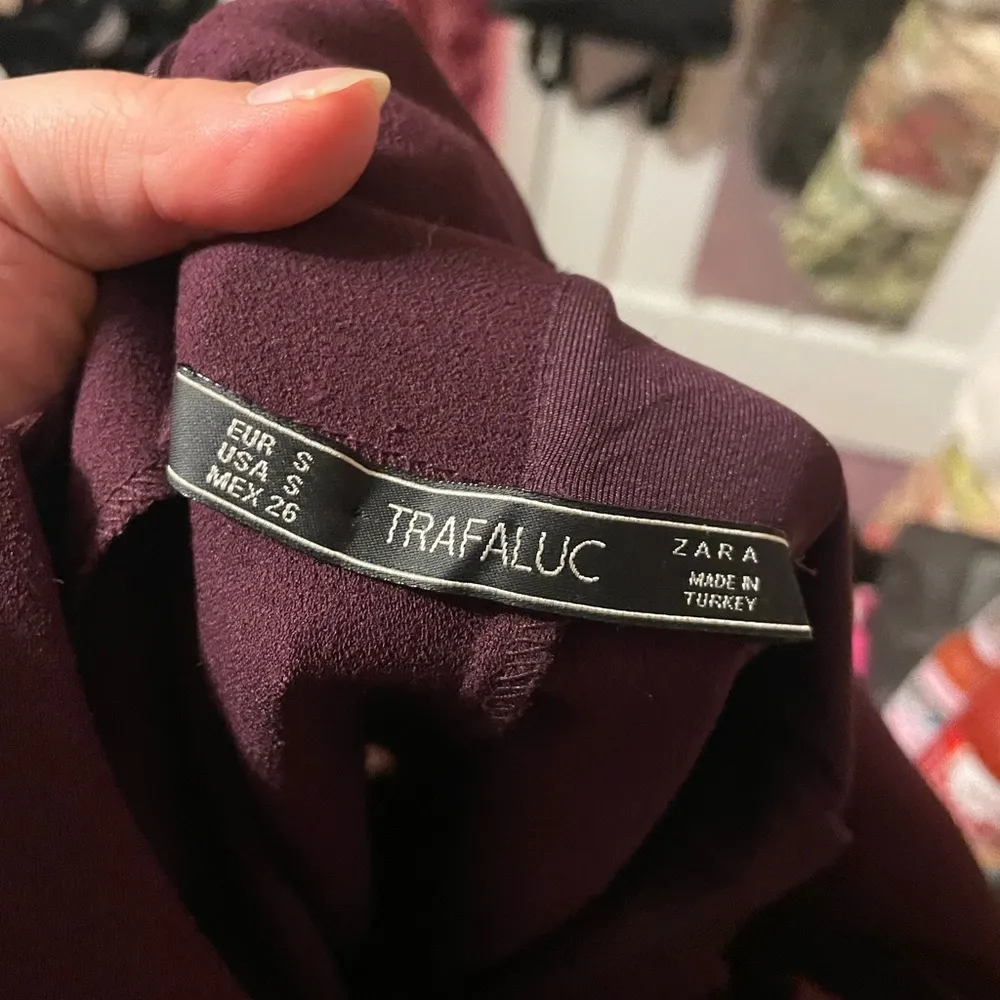 EUR S
USA S
MEX 26
TRAFALUC
ZARA
MADE IN
TURKEY